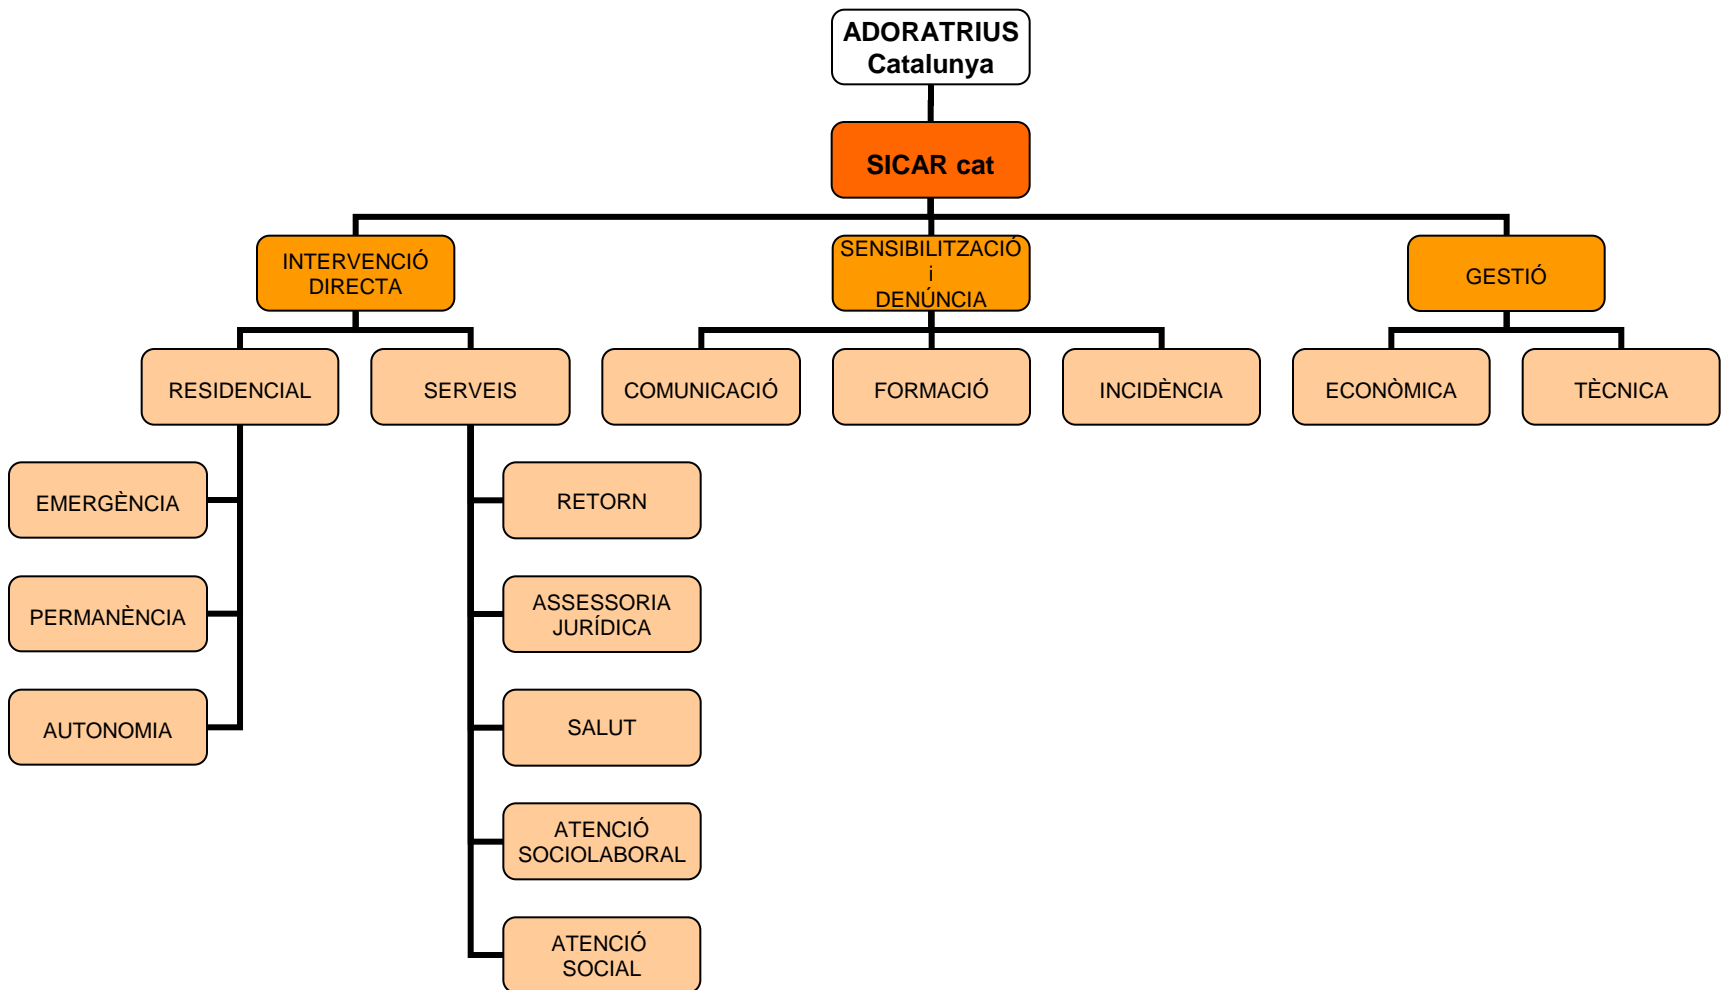 ADORATRIUS
Catalunya
SICAR cat
INTERVENCIÓ
DIRECTA
SENSIBILITZACIÓ
i
DENÚNCIA
GESTIÓ
RESIDENCIAL
SERVEIS
COMUNICACIÓ
FORMACIÓ
INCIDÈNCIA
ECONÒMICA
TÈCNICA
EMERGÈNCIA
RETORN
PERMANÈNCIA
ASSESSORIA
JURÍDICA
AUTONOMIA
SALUT
ATENCIÓ
SOCIOLABORAL
ATENCIÓ
SOCIAL